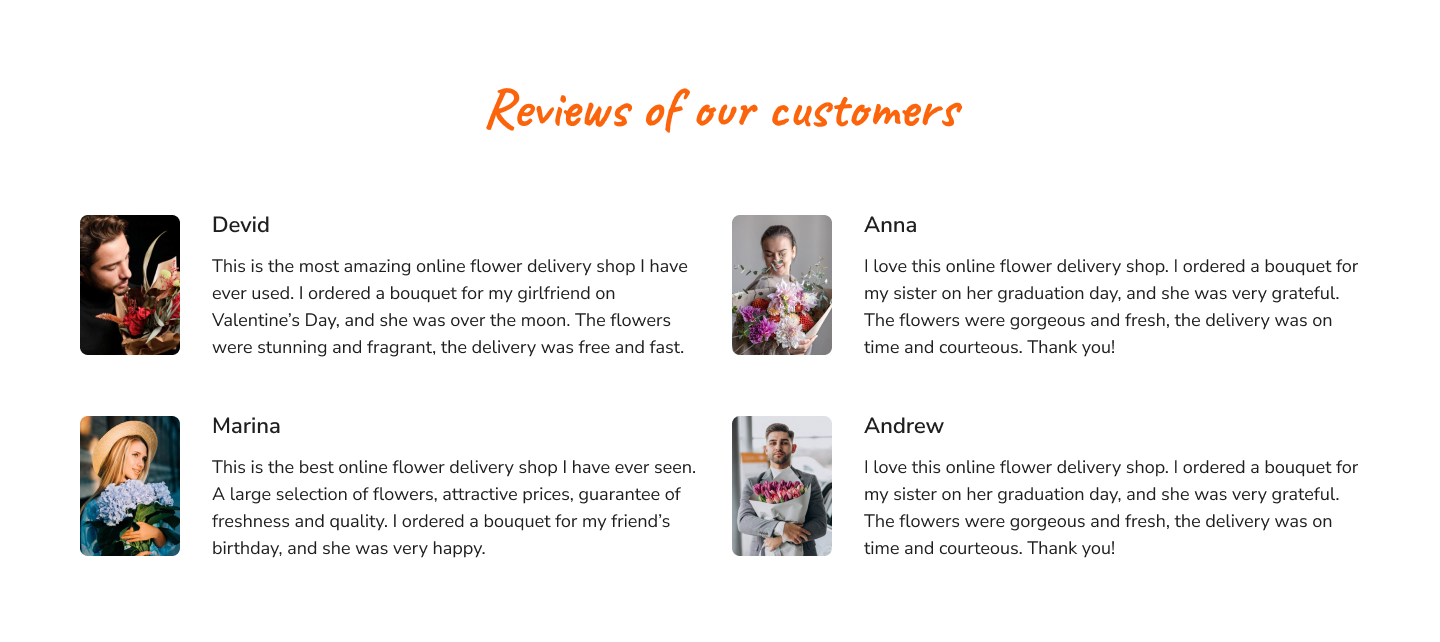 Reviews of our customers
Devid
This is the most amazing online flower delivery shop I have
ever used. I ordered a bouquet for my girlfriend on
Valentine’s Day, and she was over the moon. The flowers
were stunning and fragrant, the delivery was free and fast.
Anna
I love this online flower delivery shop. I ordered a bouquet for
my sister on her graduation day, and she was very grateful.
The flowers were gorgeous and fresh, the delivery was on
time and courteous. Thank you!
Marina
This is the best online flower delivery shop I have ever seen.
A large selection of flowers, attractive prices, guarantee of
freshness and quality. I ordered a bouquet for my friend’s
birthday, and she was very happy.
Andrew
I love this online flower delivery shop. I ordered a bouquet for
my sister on her graduation day, and she was very grateful.
The flowers were gorgeous and fresh, the delivery was on
time and courteous. Thank you!